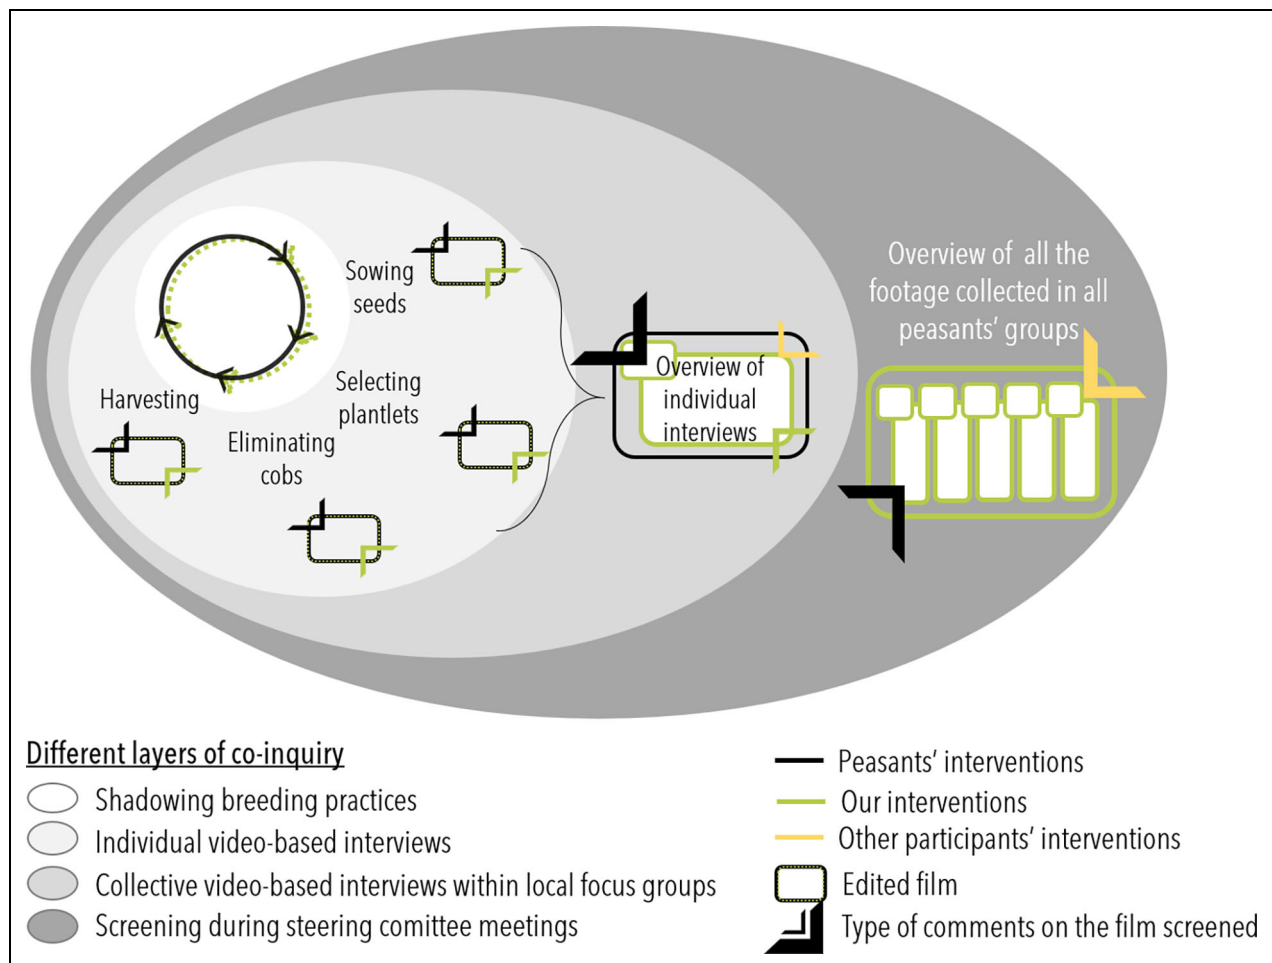 Sowing
seeds
Selecting
plantlets
Harvesting
Eliminating
cobs
Overview of
individual
interviews
Overview of all the
footage collected in all
peasants' groups
Different layers of co-inquiry
Shadowing breeding practices
Individual video-based interviews
Collective video-based interviews within local focus groups
Screening during steering comittee meetings
Peasants' interventions
Our interventions
Other participants' interventions
Edited film
Type of comments on the film screened